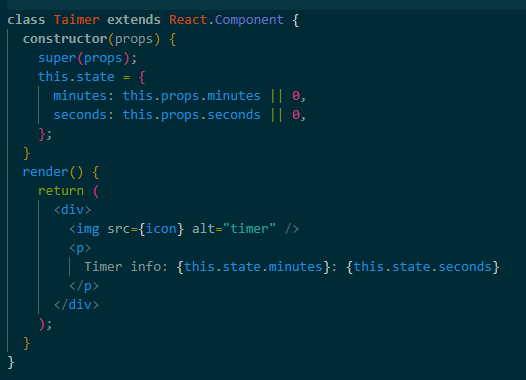 class Taimer extends React.Component {
  constructor(props) {
    super(props);
    this.state = {
      minutes: this.props.minutes || 0,
      seconds: this.props.seconds || 0,
    };
  }
  render() {
    return (
      <div>
        <img src={icon} alt="timer" />
        <p>
          Timer info: {this.state.minutes}: {this.state.seconds}
        </p>
      </div>
    );
  }
}